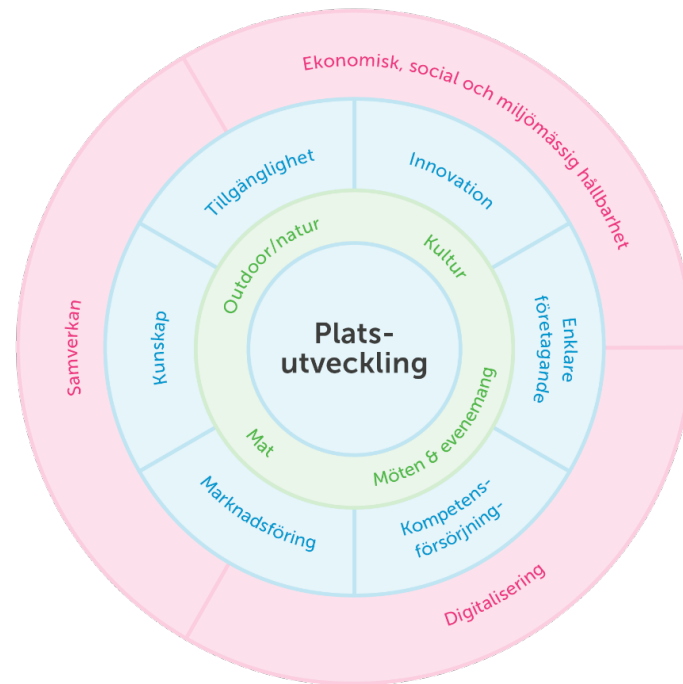 Ekonomisk, social och miljömässig hållbarhet
Tillgänglighet
Innovation
Outdoor/natur
Kultur
Samverkan
Kunskap
Plats-
utveckling
Enklare
företagande
Mat
Möten & evenemang
Marknadsföring
Kompetens-
försörjning-
Digitalisering